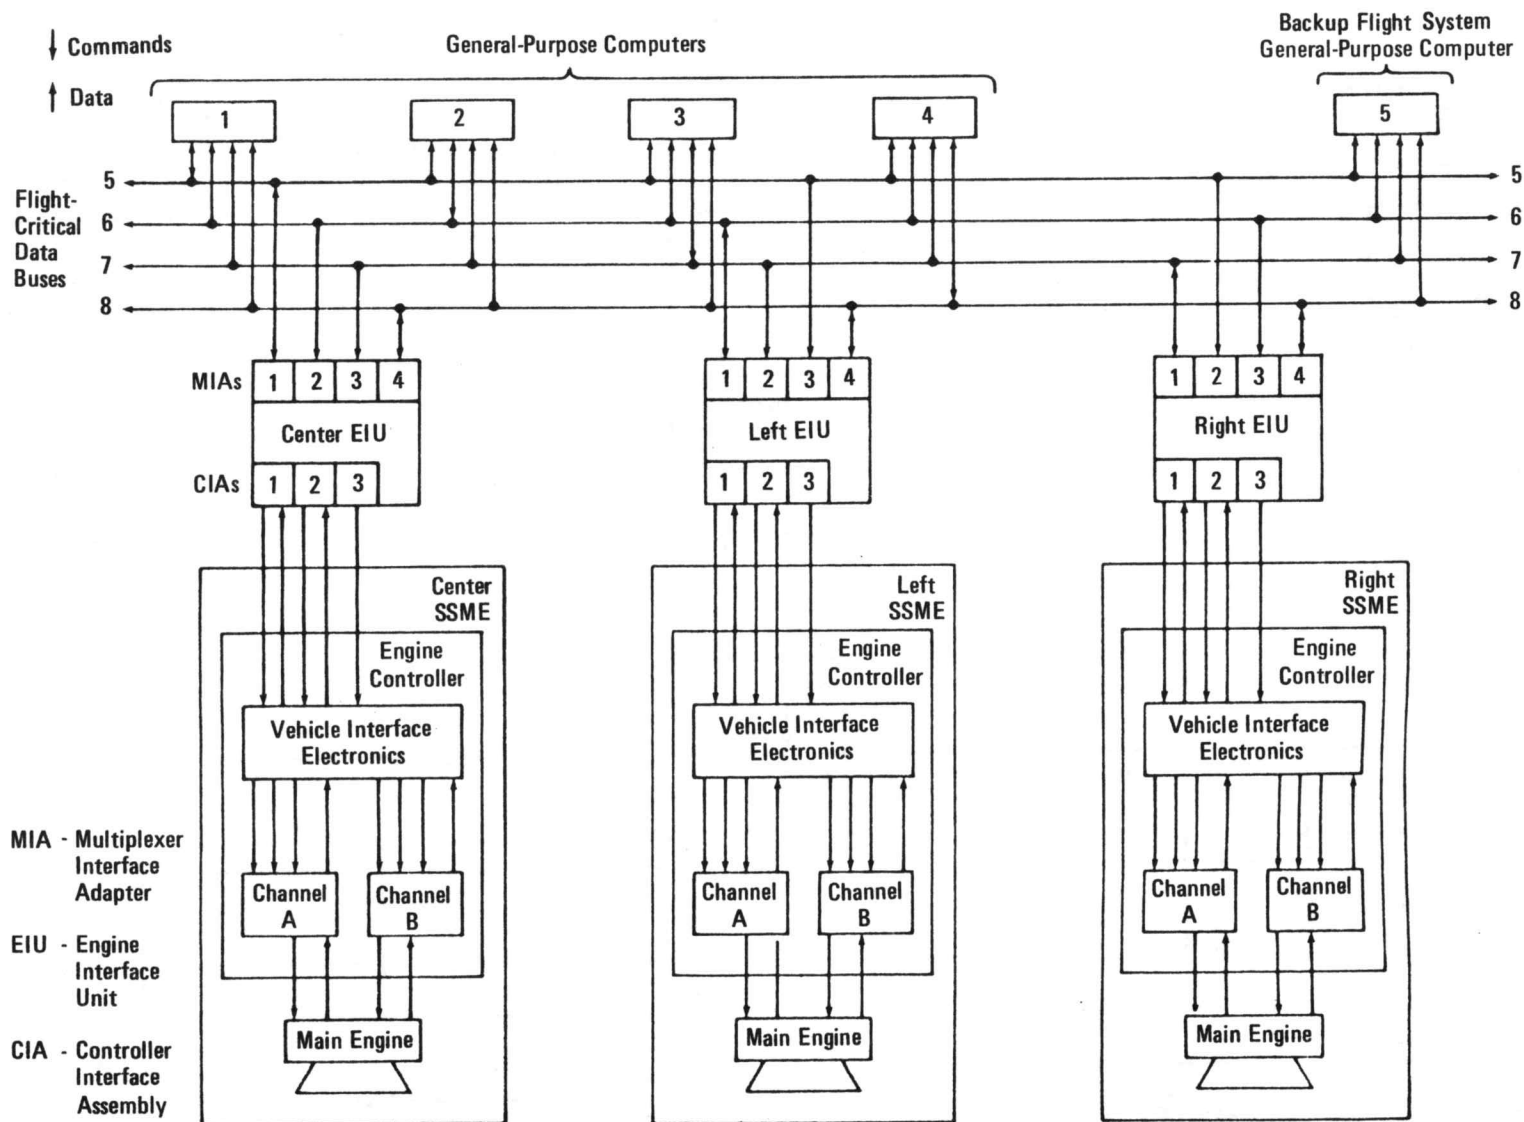 Commands
Data
General-Purpose Computers
Backup Flight System
General-Purpose Computer
1
2
3
4
5
Flight-
Critical
Data
Buses
5
6
7
8
5
6
7
8
MIAs
1 2 3 4
Center EIU
CIAs
1 2 3
1 2 3 4
Left EIU
1 2 3
1 2 3 4
Right EIU
1 2 3
Center
SSME
Engine
Controller
Vehicle Interface
Electronics
Channel
A
Channel
B
Main Engine
Left
SSME
Engine
Controller
Vehicle Interface
Electronics
Channel
A
Channel
B
Main Engine
Right
SSME
Engine
Controller
Vehicle Interface
Electronics
Channel
A
Channel
B
Main Engine
MIA - Multiplexer
Interface
Adapter
EIU - Engine
Interface
Unit
CIA - Controller
Interface
Assembly